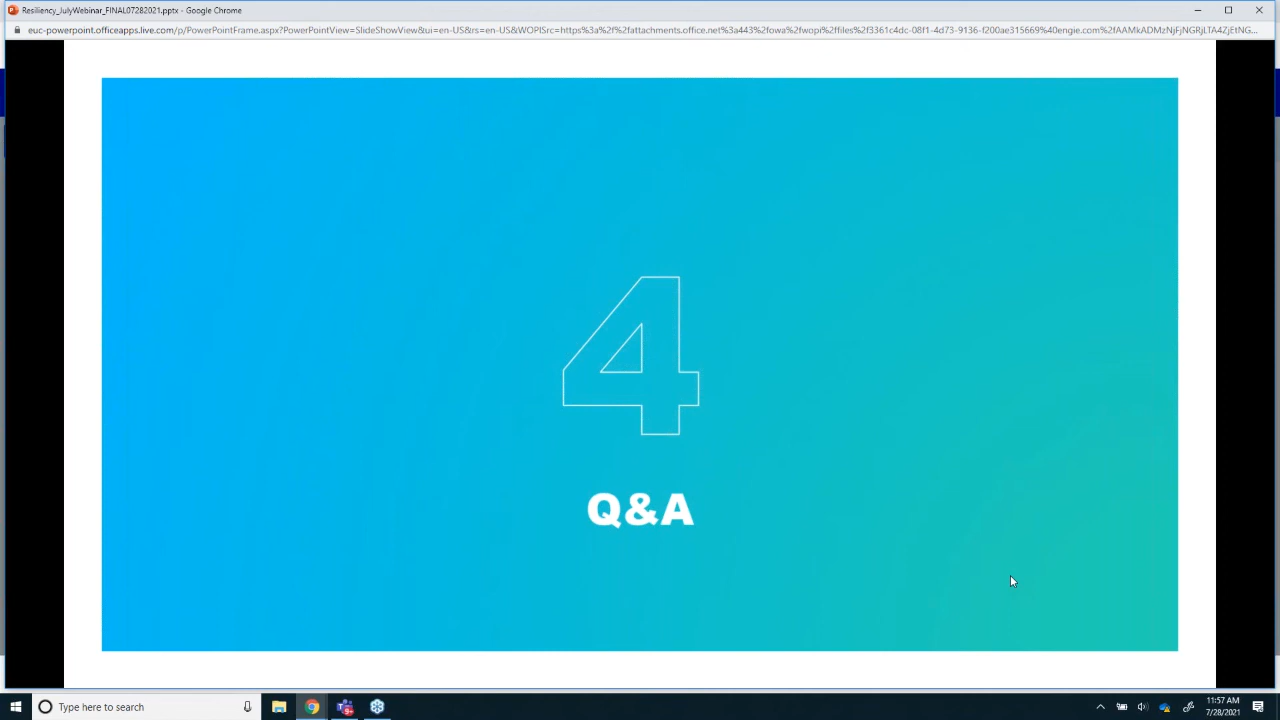 Resiliency_JulyWebinar_FINAL07282021.pptx - Google Chrome
euc-powerpoint.officeapps.live.com/p/PowerPointFrame.aspx?PowerPointView=SlideShowView&ui=en-US&rs=en-US&WOPISrc=https%3a%2f%2fattachments.office.net%3a443%2fowa%2fwopi%2ffiles%2f3361c4dc-08f1-4d73-9136-f200ae315669%40engie.com%2fAAMkADMzNjFjNGRjLTA4ZjEtNG...
4
Q&A
Type here to search
11:57 AM
7/28/2021